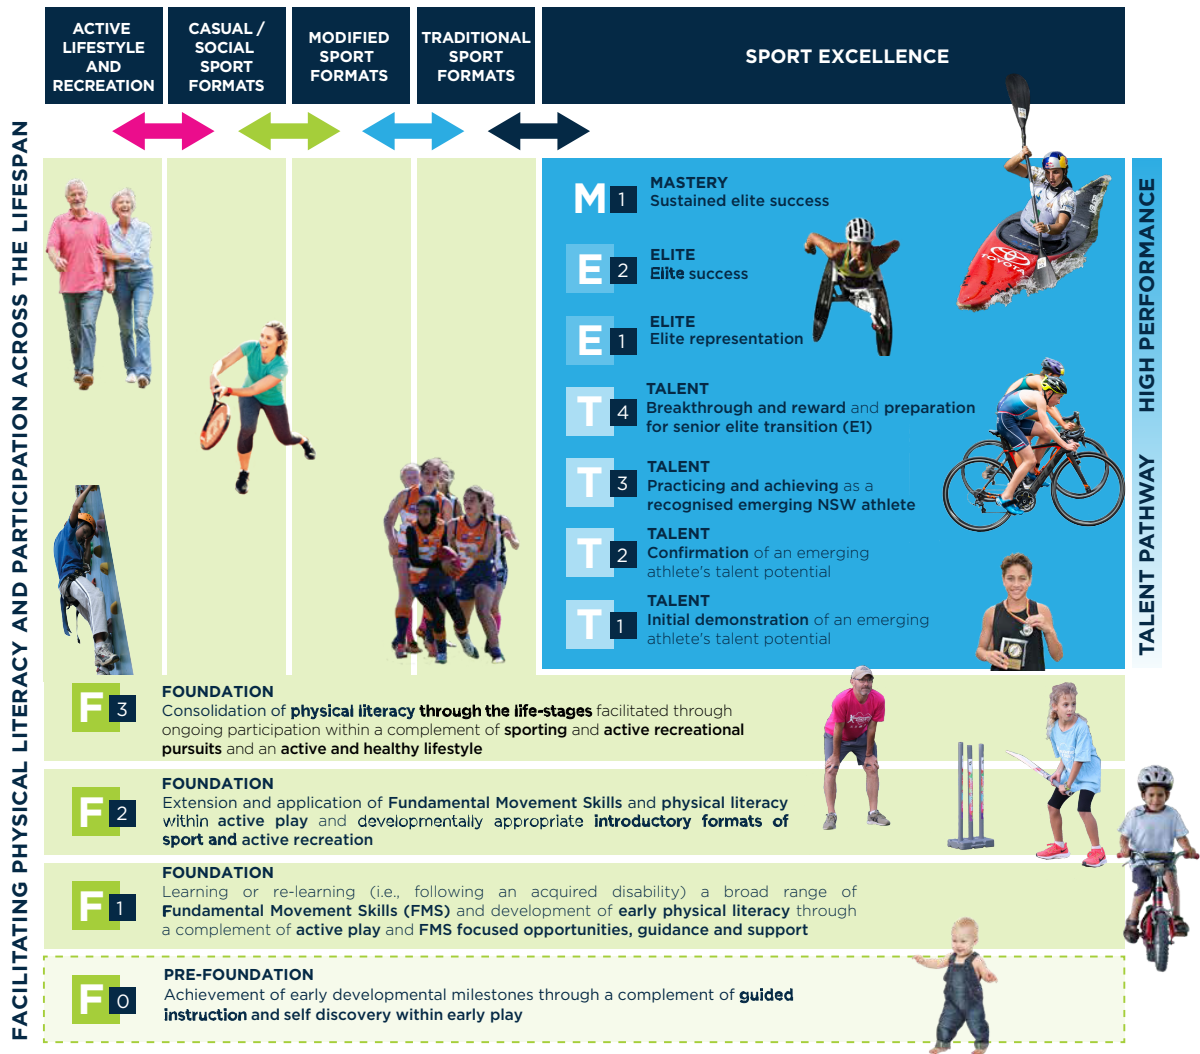 ACTIVE
LIFESTYLE
AND
RECREATION
CASUAL /
SOCIAL
SPORT
FORMATS
MODIFIED
SPORT
FORMATS
TRADITIONAL
SPORT
FORMATS
SPORT EXCELLENCE
FACILITATING PHYSICAL LITERACY AND PARTICIPATION ACROSS THE LIFESPAN
M 1
MASTERY
Sustained elite success
E 2
ELITE
Elite success
E 1
ELITE
Elite representation
T 4
TALENT
Breakthrough and reward and preparation
for senior elite transition (E1)
T 3
TALENT
Practicing and achieving as a
recognised emerging NSW athlete
T 2
TALENT
Confirmation of an emerging
athlete's talent potential
T 1
TALENT
Initial demonstration of an emerging
athlete's talent potential
TOYOTA
HIGH PERFORMANCE
TALENT PATHWAY
F 3
FOUNDATION
Consolidation of physical literacy through the life-stages facilitated through
ongoing participation within a complement of sporting and active recreational
pursuits and an active and healthy lifestyle
F 2
FOUNDATION
Extension and application of Fundamental Movement Skills and physical literacy
within active play and developmentally appropriate introductory formats of
sport and active recreation
F 1
FOUNDATION
Learning or re-learning (i.e., following an acquired disability) a broad range of
Fundamental Movement Skills (FMS) and development of early physical literacy through
a complement of active play and FMS focused opportunities, guidance and support
F 0
PRE-FOUNDATION
Achievement of early developmental milestones through a complement of guided
instruction and self discovery within early play